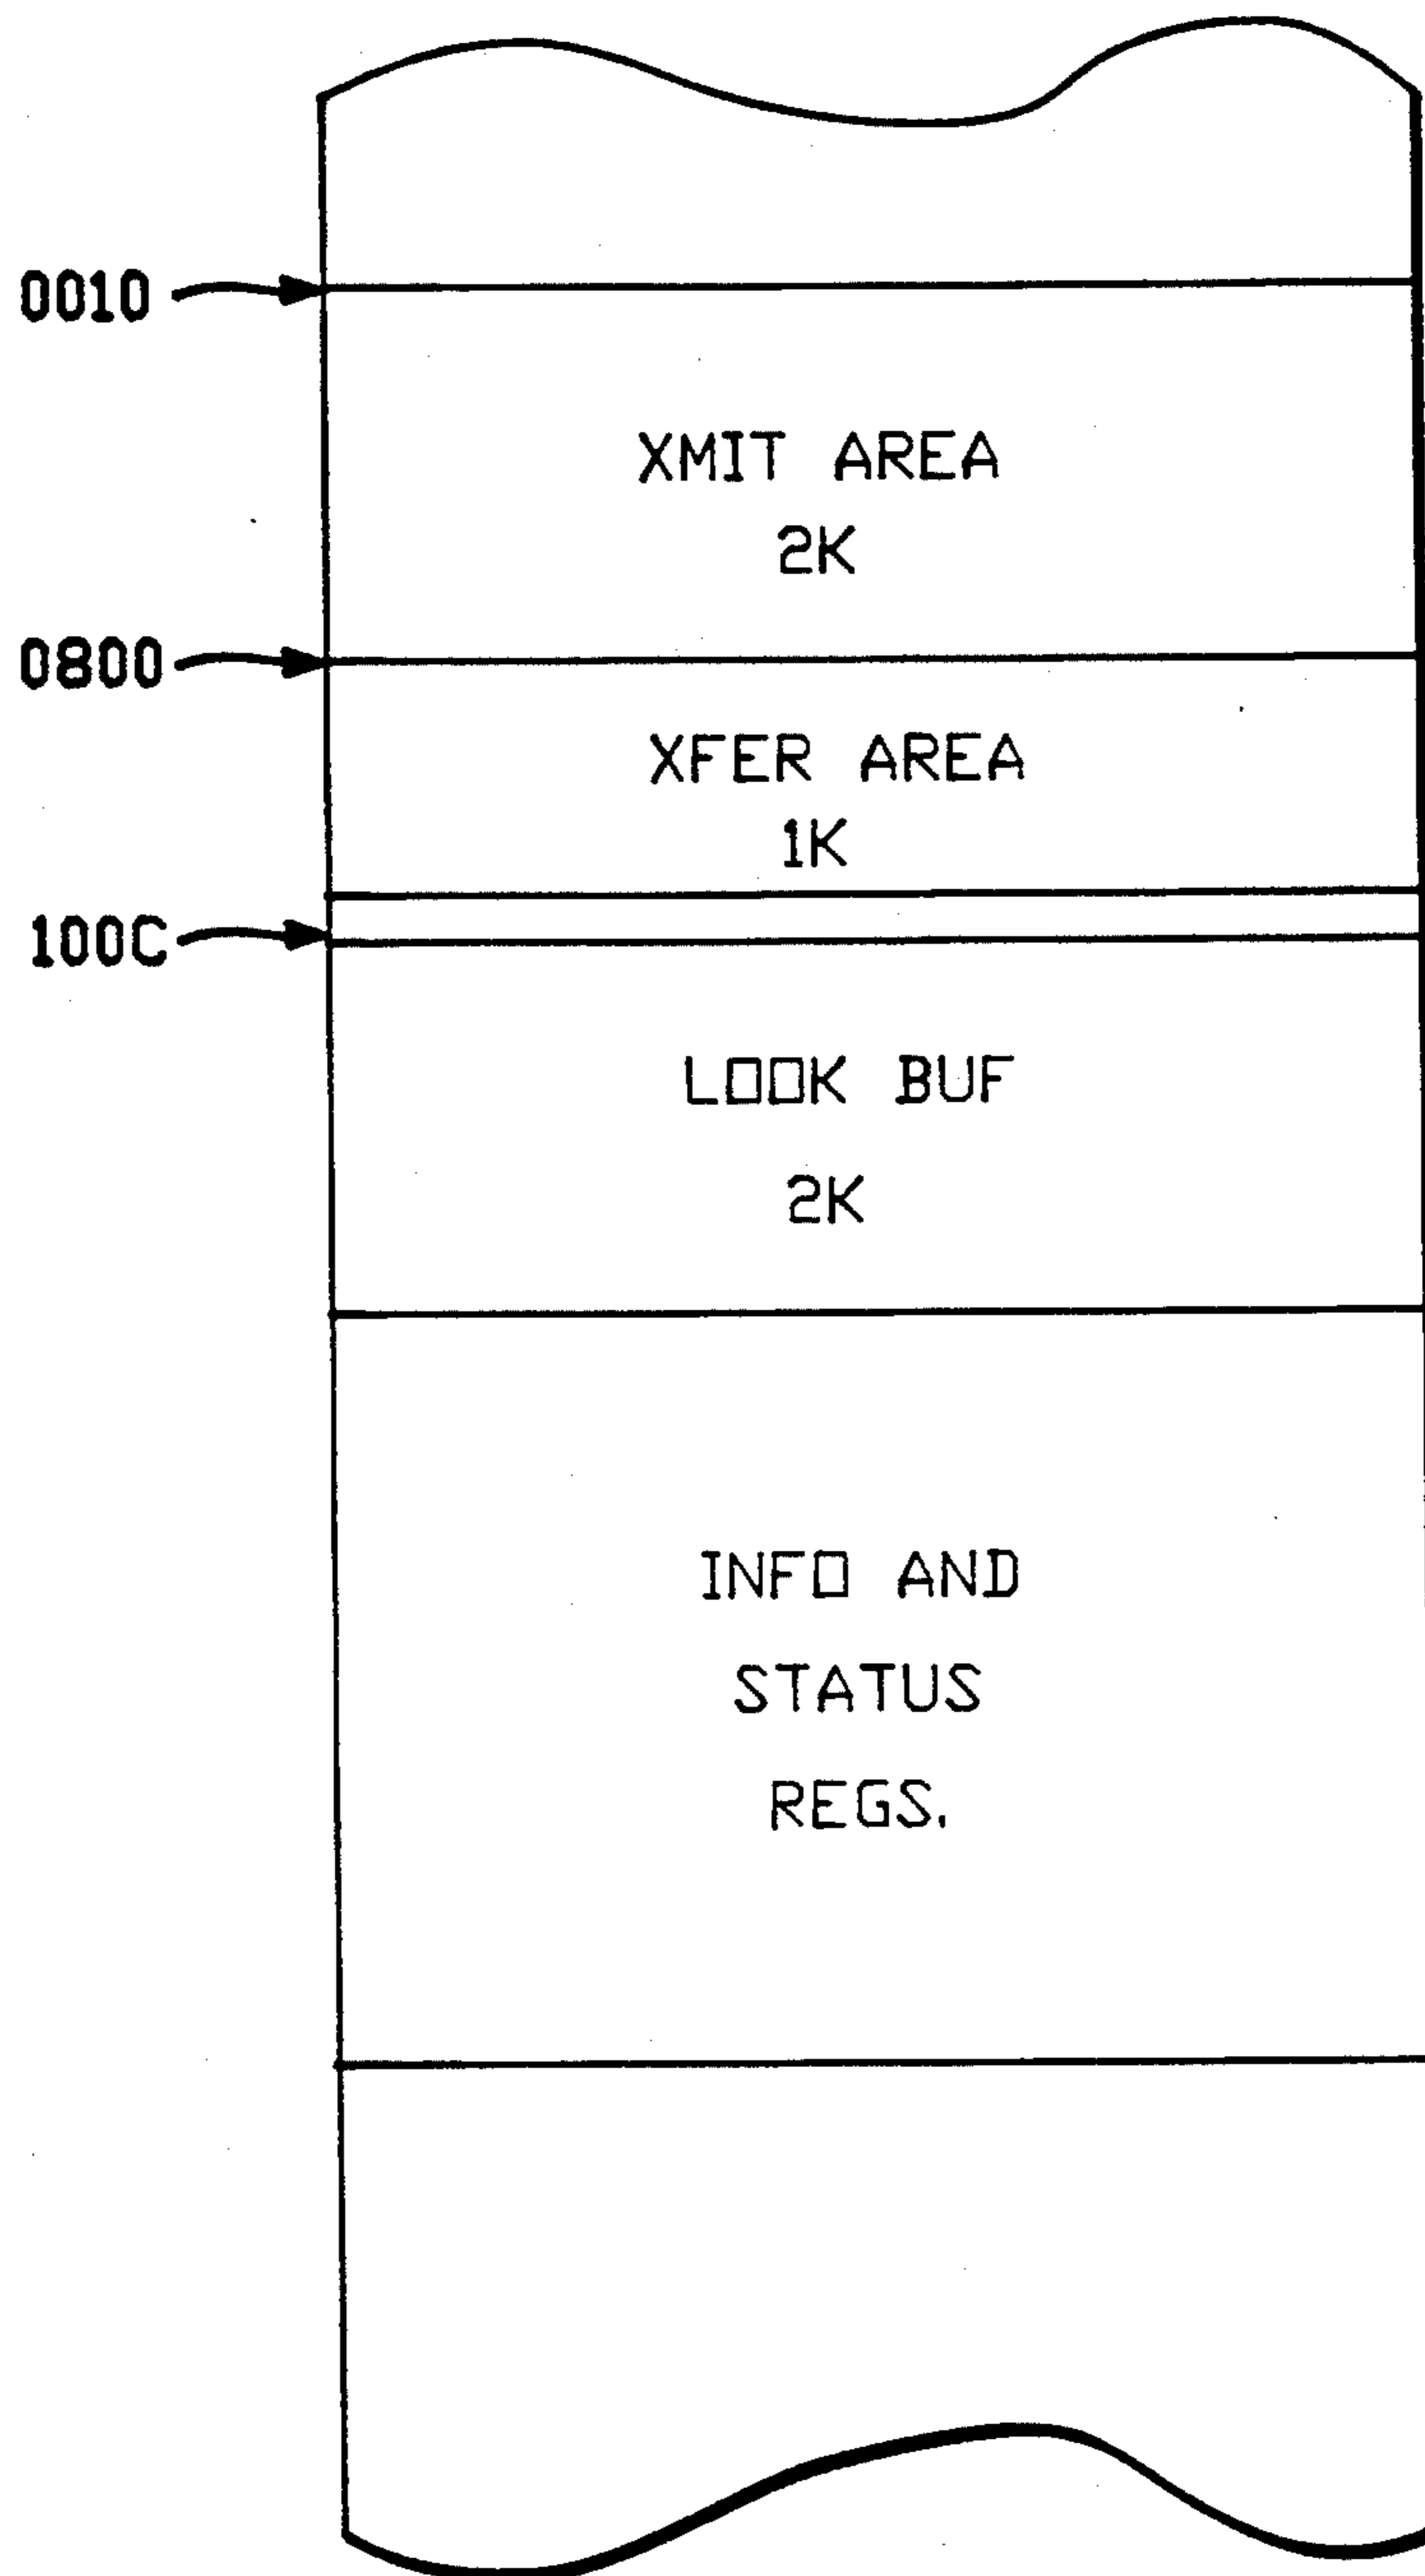 0010
XMIT AREA
2K
0800
XFER AREA
1K
100C
LOOK BUF
2K
INFO AND
STATUS
REGS.